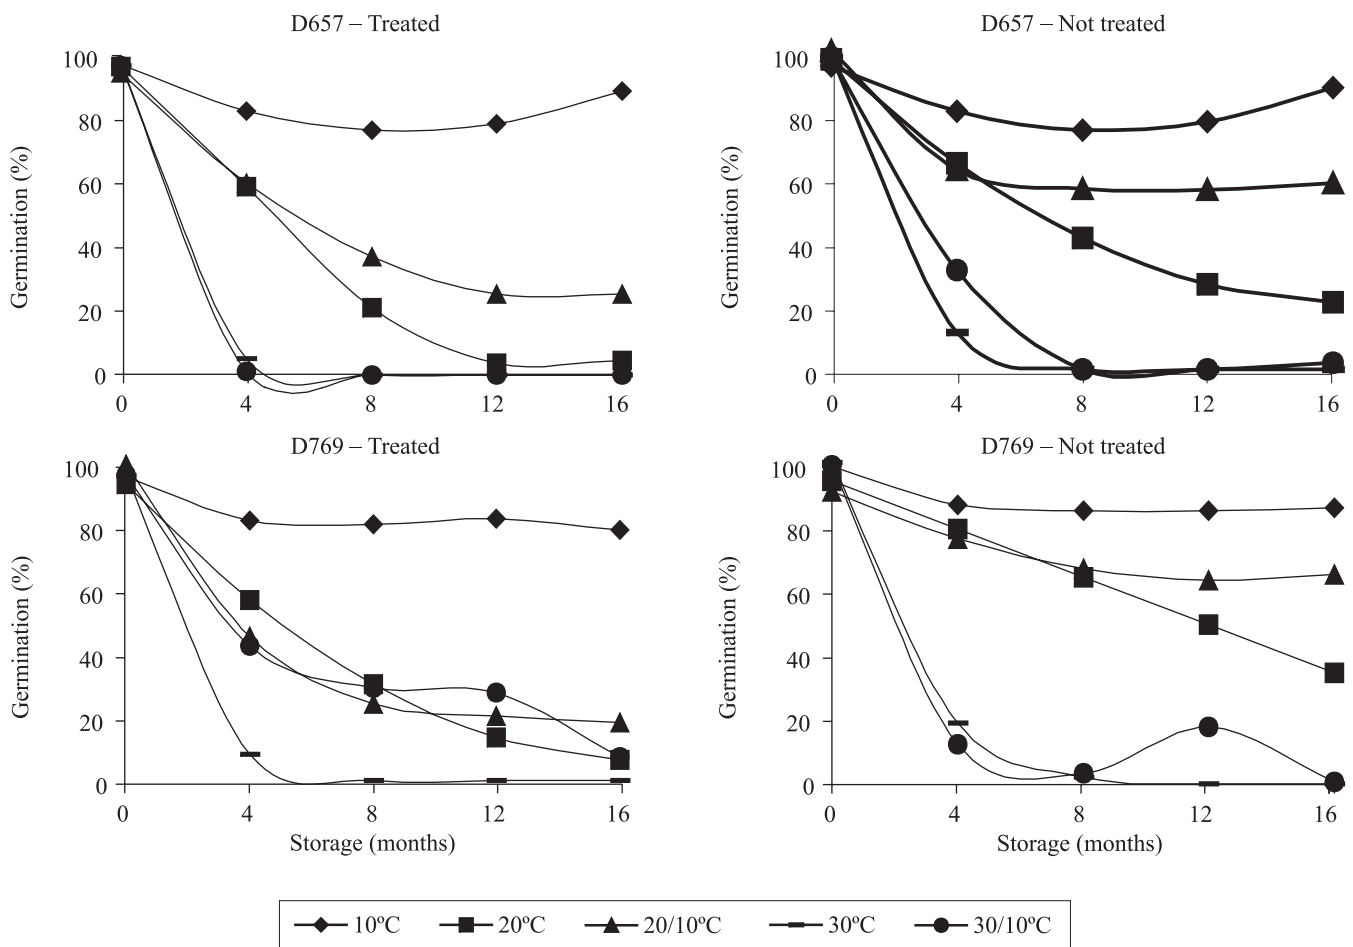 D657 – Treated
100
80
60
40
20
0
Germination (%)
0 4 8 12 16
D657 – Not treated
100
80
60
40
20
0
Germination (%)
0 4 8 12 16
D769 – Treated
100
80
60
40
20
0
Germination (%)
0 4 8 12 16
Storage (months)
D769 – Not treated
100
80
60
40
20
0
Germination (%)
0 4 8 12 16
Storage (months)
10ºC 20ºC 20/10ºC 30ºC 30/10ºC